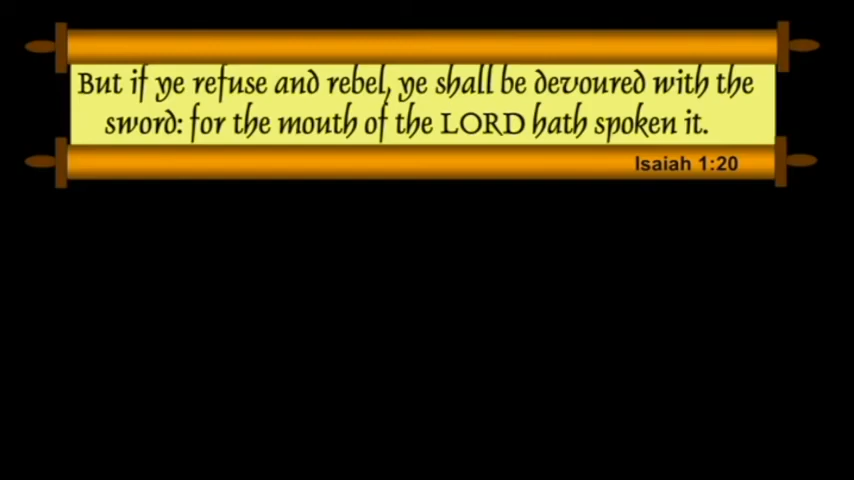 But if ye refuse and rebel, ye shall be devoured with the
sword: for the mouth of the LORD hath spoken it.
Isaiah 1:20